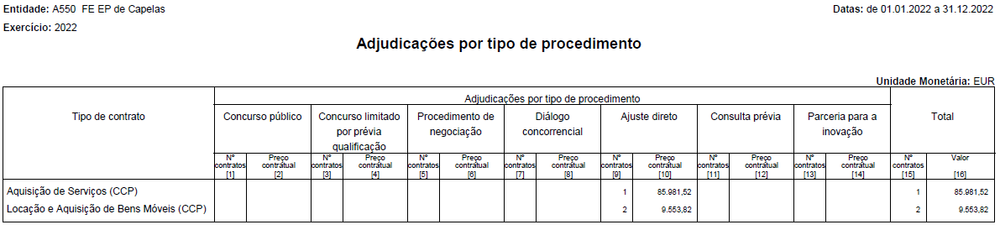 Entidade: A550 FE EP de Capelas
Datas: de 01.01.2022 a 31.12.2022
Exercício: 2022
Adjudicações por tipo de procedimento
Unidade Monetária: EUR
Adjudicações por tipo de procedimento
Tipo de contrato Concurso público Concurso limitado Procedimento de Diálogo Ajuste direto Consulta prévia Parceria para a Total
por prévia negociação concorrencial inovação
qualificação
Nº Preço Nº Preço Nº Preço Nº Preço Nº Preço Nº Preço Nº Preço Nº Valor
contratos contratual contratos contratual contratos contratual contratos contratual contratos contratual contratos contratual contratos contratual contratos
[1] [2] [3] [4] [5] [6] [7] [8] [9] [10] [11] [12] [13] [14] [15] [16]
Aquisição de Serviços (CCP) 1 85.981,52 1 85.981,52
Locação e Aquisição de Bens Móveis (CCP) 2 9.553,82 2 9.553,82